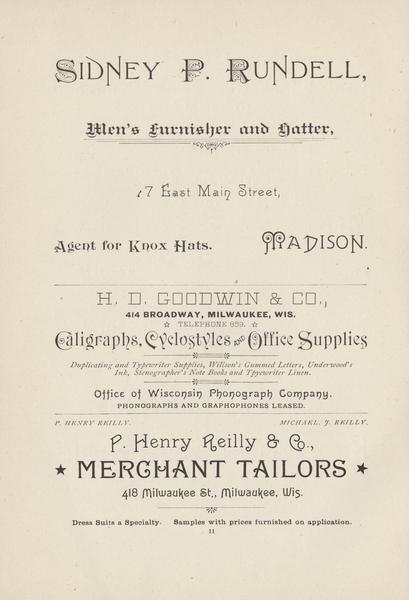 SIDNEY P. RUNDELL,
Men's Furnisher and Hatter,
17 East Main Street,
Agent for Knox Hats. MADISON.
H. D. GOODWIN & CO.,
414 BROADWAY, MILWAUKEE, WIS.
☆ TELEPHONE 859. ☆
Caligraphs, Cyclostyles AND Office Supplies
Duplicating and Typewriter Supplies, Willson's Gummed Letters, Underwood's
Ink, Stenographer's Note Books and Tpyewriter Linen.
Office of Wisconsin Phonograph Company.
PHONOGRAPHS AND GRAPHOPHONES LEASED.
P. HENRY REILLY. MICHAEL J. REILLY.
P. Henry Reilly & Co.,
★ MERCHANT TAILORS ★
418 Milwaukee St., Milwaukee, Wis.
Dress Suits a Specialty. Samples with prices furnished on application.
11